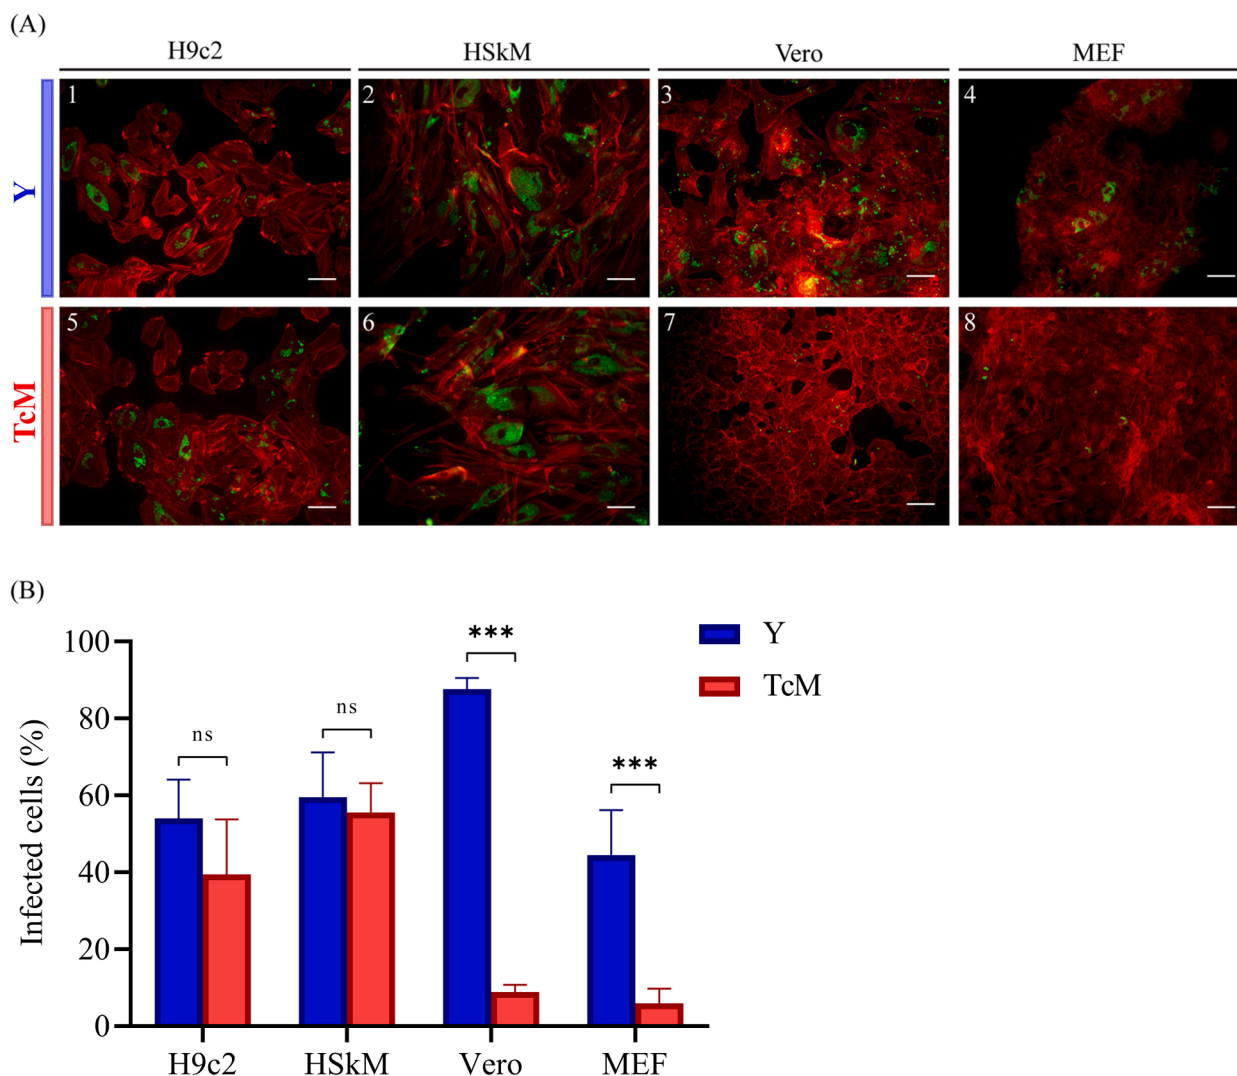 (A)
H9c2 HSkM Vero MEF
Y
1 2 3 4
TcM
5 6 7 8
(B)
Infected cells (%)
100
80
60
40
20
0
ns
ns
***
***
Y
TcM
H9c2 HSkM Vero MEF